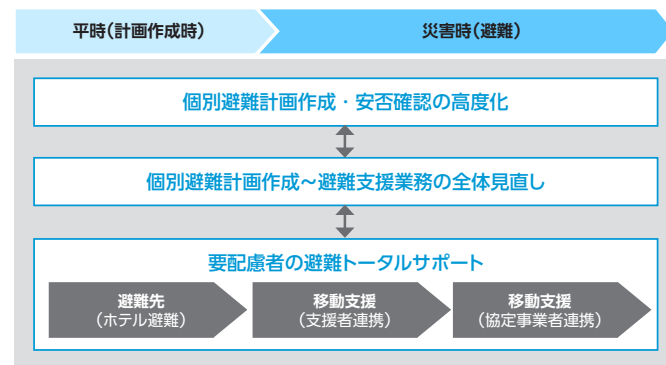 平時(計画作成時)
災害時(避難)
個別避難計画作成・安否確認の高度化
個別避難計画作成～避難支援業務の全体見直し
要配慮者の避難トータルサポート
避難先
（ホテル避難）
移動支援
（支援者連携）
移動支援
（協定事業者連携）